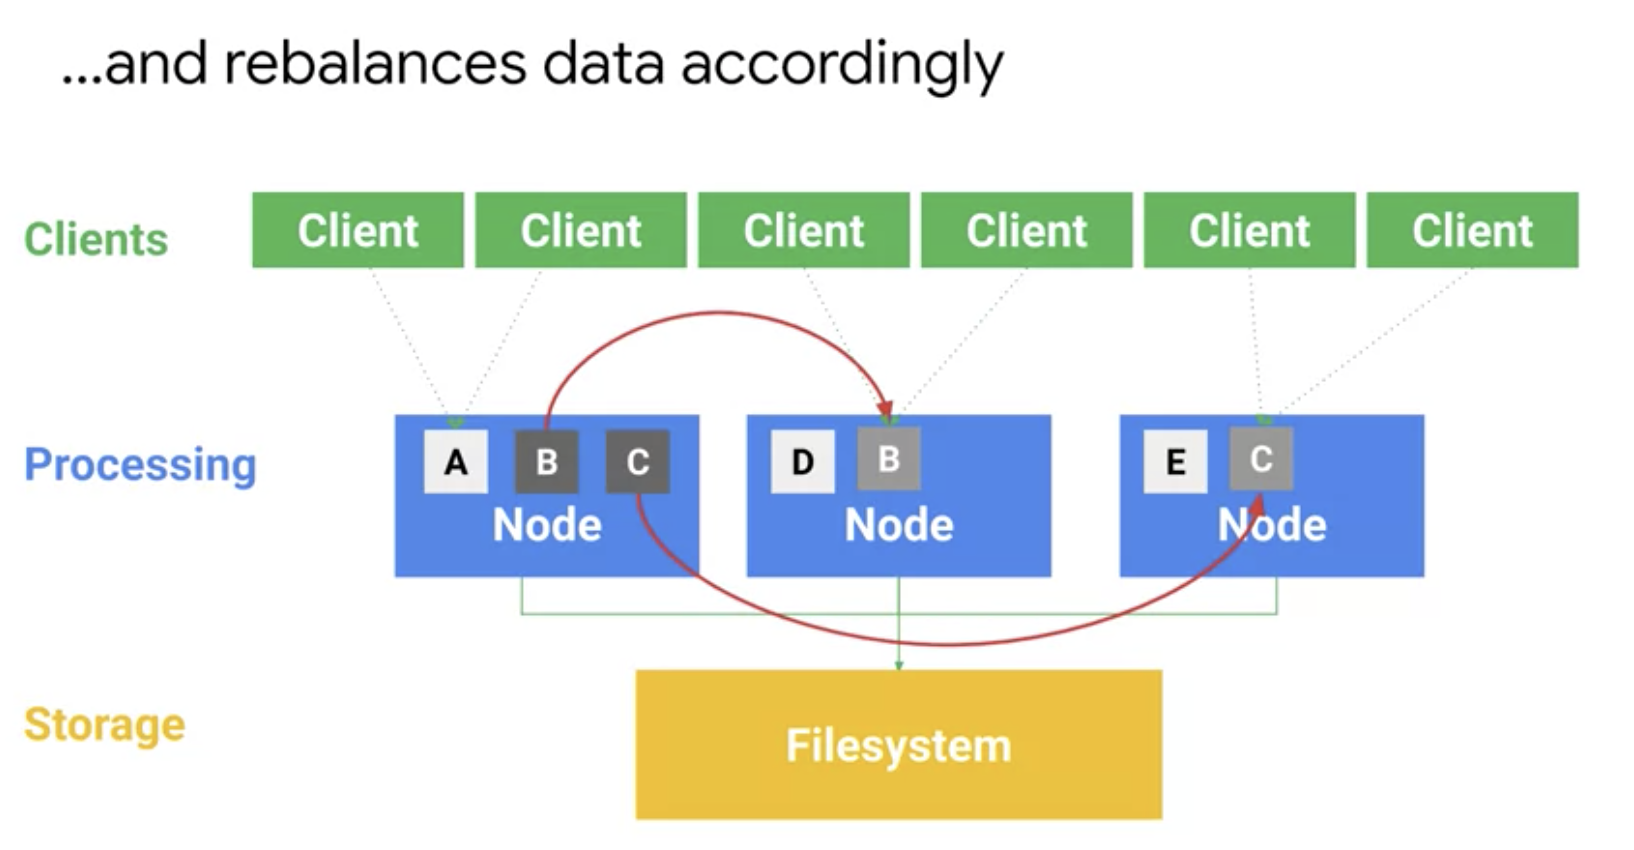 ...and rebalances data accordingly
Clients
Client Client Client Client Client Client
Processing
A B C
Node
D B
Node
E C
Node
Storage
Filesystem